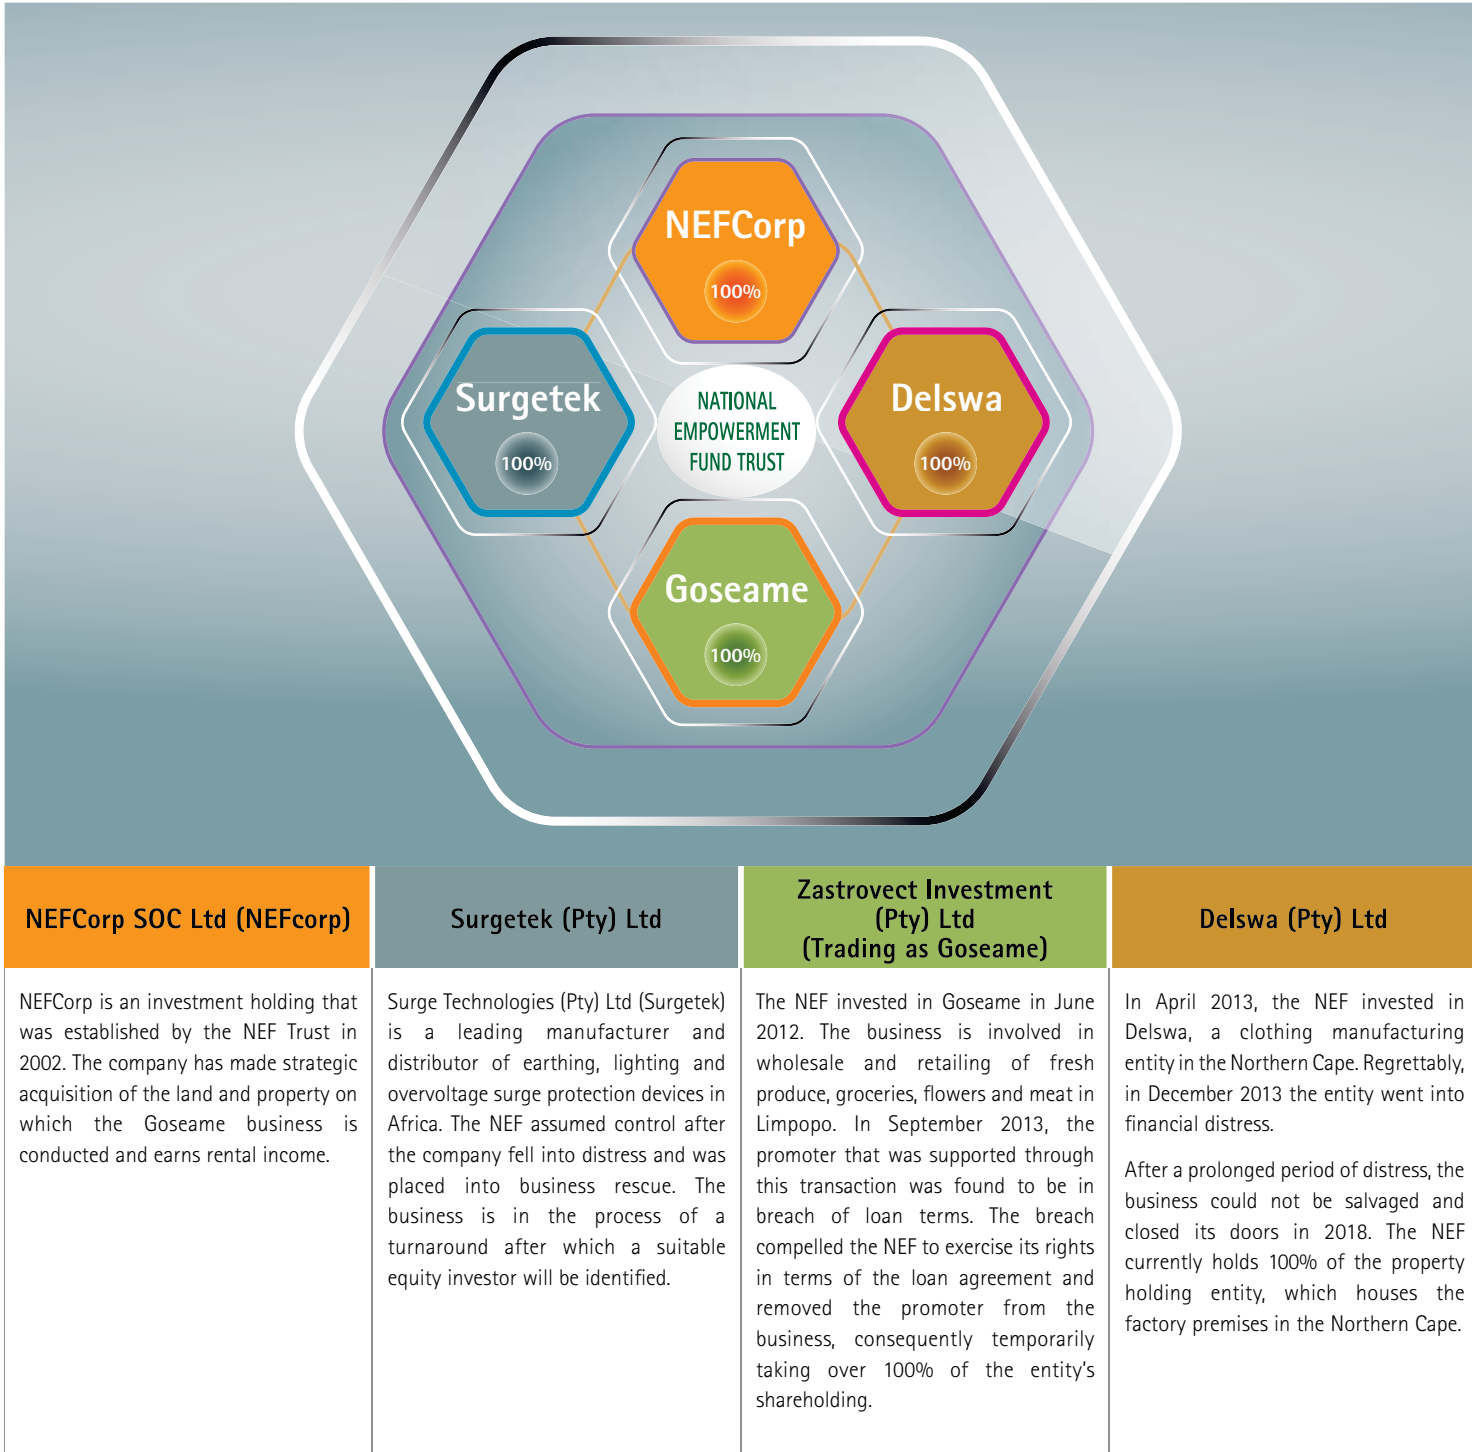 NEFCorp
100%
Surgetek
100%
NATIONAL
EMPOWERMENT
FUND TRUST
Delswa
100%
Goseame
100%
NEFCorp SOC Ltd (NEFcorp)
NEFCorp is an investment holding that
was established by the NEF Trust in
2002. The company has made strategic
acquisition of the land and property on
which the Goseame business is
conducted and earns rental income.
Surgetek (Pty) Ltd
Surge Technologies (Pty) Ltd (Surgetek)
is a leading manufacturer and
distributor of earthing, lighting and
overvoltage surge protection devices in
Africa. The NEF assumed control after
the company fell into distress and was
placed into business rescue. The
business is in the process of a
turnaround after which a suitable
equity investor will be identified.
Zastrovect Investment
(Pty) Ltd
(Trading as Goseame)
The NEF invested in Goseame in June
2012. The business is involved in
wholesale and retailing of fresh
produce, groceries, flowers and meat in
Limpopo. In September 2013, the
promoter that was supported through
this transaction was found to be in
breach of loan terms. The breach
compelled the NEF to exercise its rights
in terms of the loan agreement and
removed the promoter from the
business, consequently temporarily
taking over 100% of the entity's
shareholding.
Delswa (Pty) Ltd
In April 2013, the NEF invested in
Delswa, a clothing manufacturing
entity in the Northern Cape. Regrettably,
in December 2013 the entity went into
financial distress.
After a prolonged period of distress, the
business could not be salvaged and
closed its doors in 2018. The NEF
currently holds 100% of the property
holding entity, which houses the
factory premises in the Northern Cape.